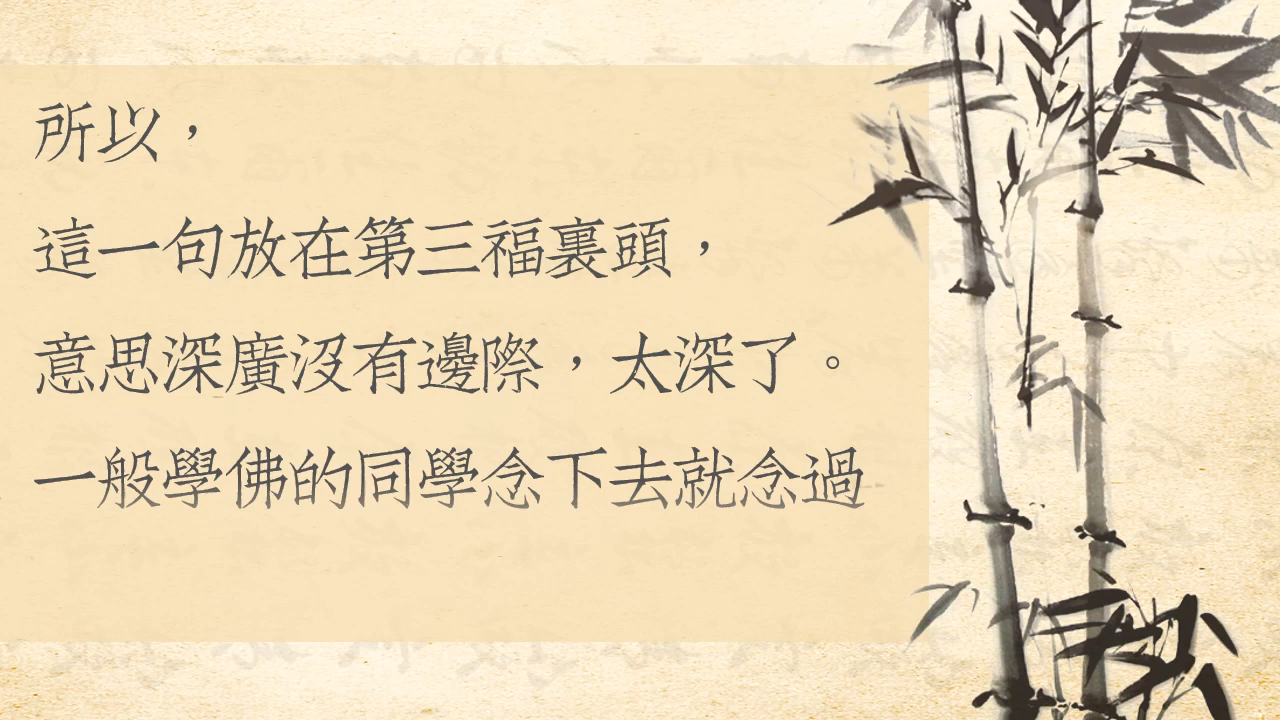 所以，
這一句放在第三福裏頭，
意思深廣沒有邊際，太深了。
一般學佛的同學念下去就念過